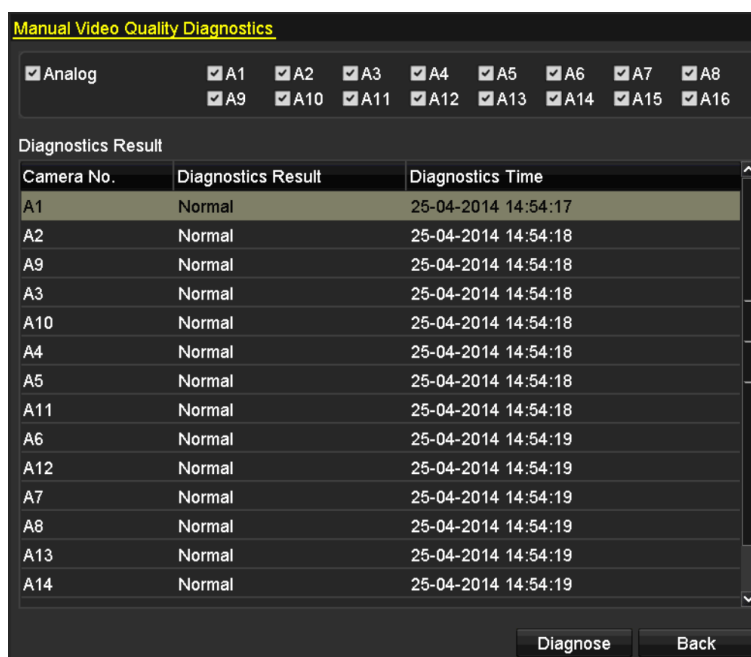 Manual Video Quality Diagnostics
Analog A1 A2 A3 A4 A5 A6 A7 A8
A9 A10 A11 A12 A13 A14 A15 A16
Diagnostics Result
Camera No. Diagnostics Result Diagnostics Time
A1 Normal 25-04-2014 14:54:17
A2 Normal 25-04-2014 14:54:18
A9 Normal 25-04-2014 14:54:18
A3 Normal 25-04-2014 14:54:18
A10 Normal 25-04-2014 14:54:18
A4 Normal 25-04-2014 14:54:18
A5 Normal 25-04-2014 14:54:18
A11 Normal 25-04-2014 14:54:18
A6 Normal 25-04-2014 14:54:19
A12 Normal 25-04-2014 14:54:19
A7 Normal 25-04-2014 14:54:19
A8 Normal 25-04-2014 14:54:19
A13 Normal 25-04-2014 14:54:19
A14 Normal 25-04-2014 14:54:19
Diagnose Back